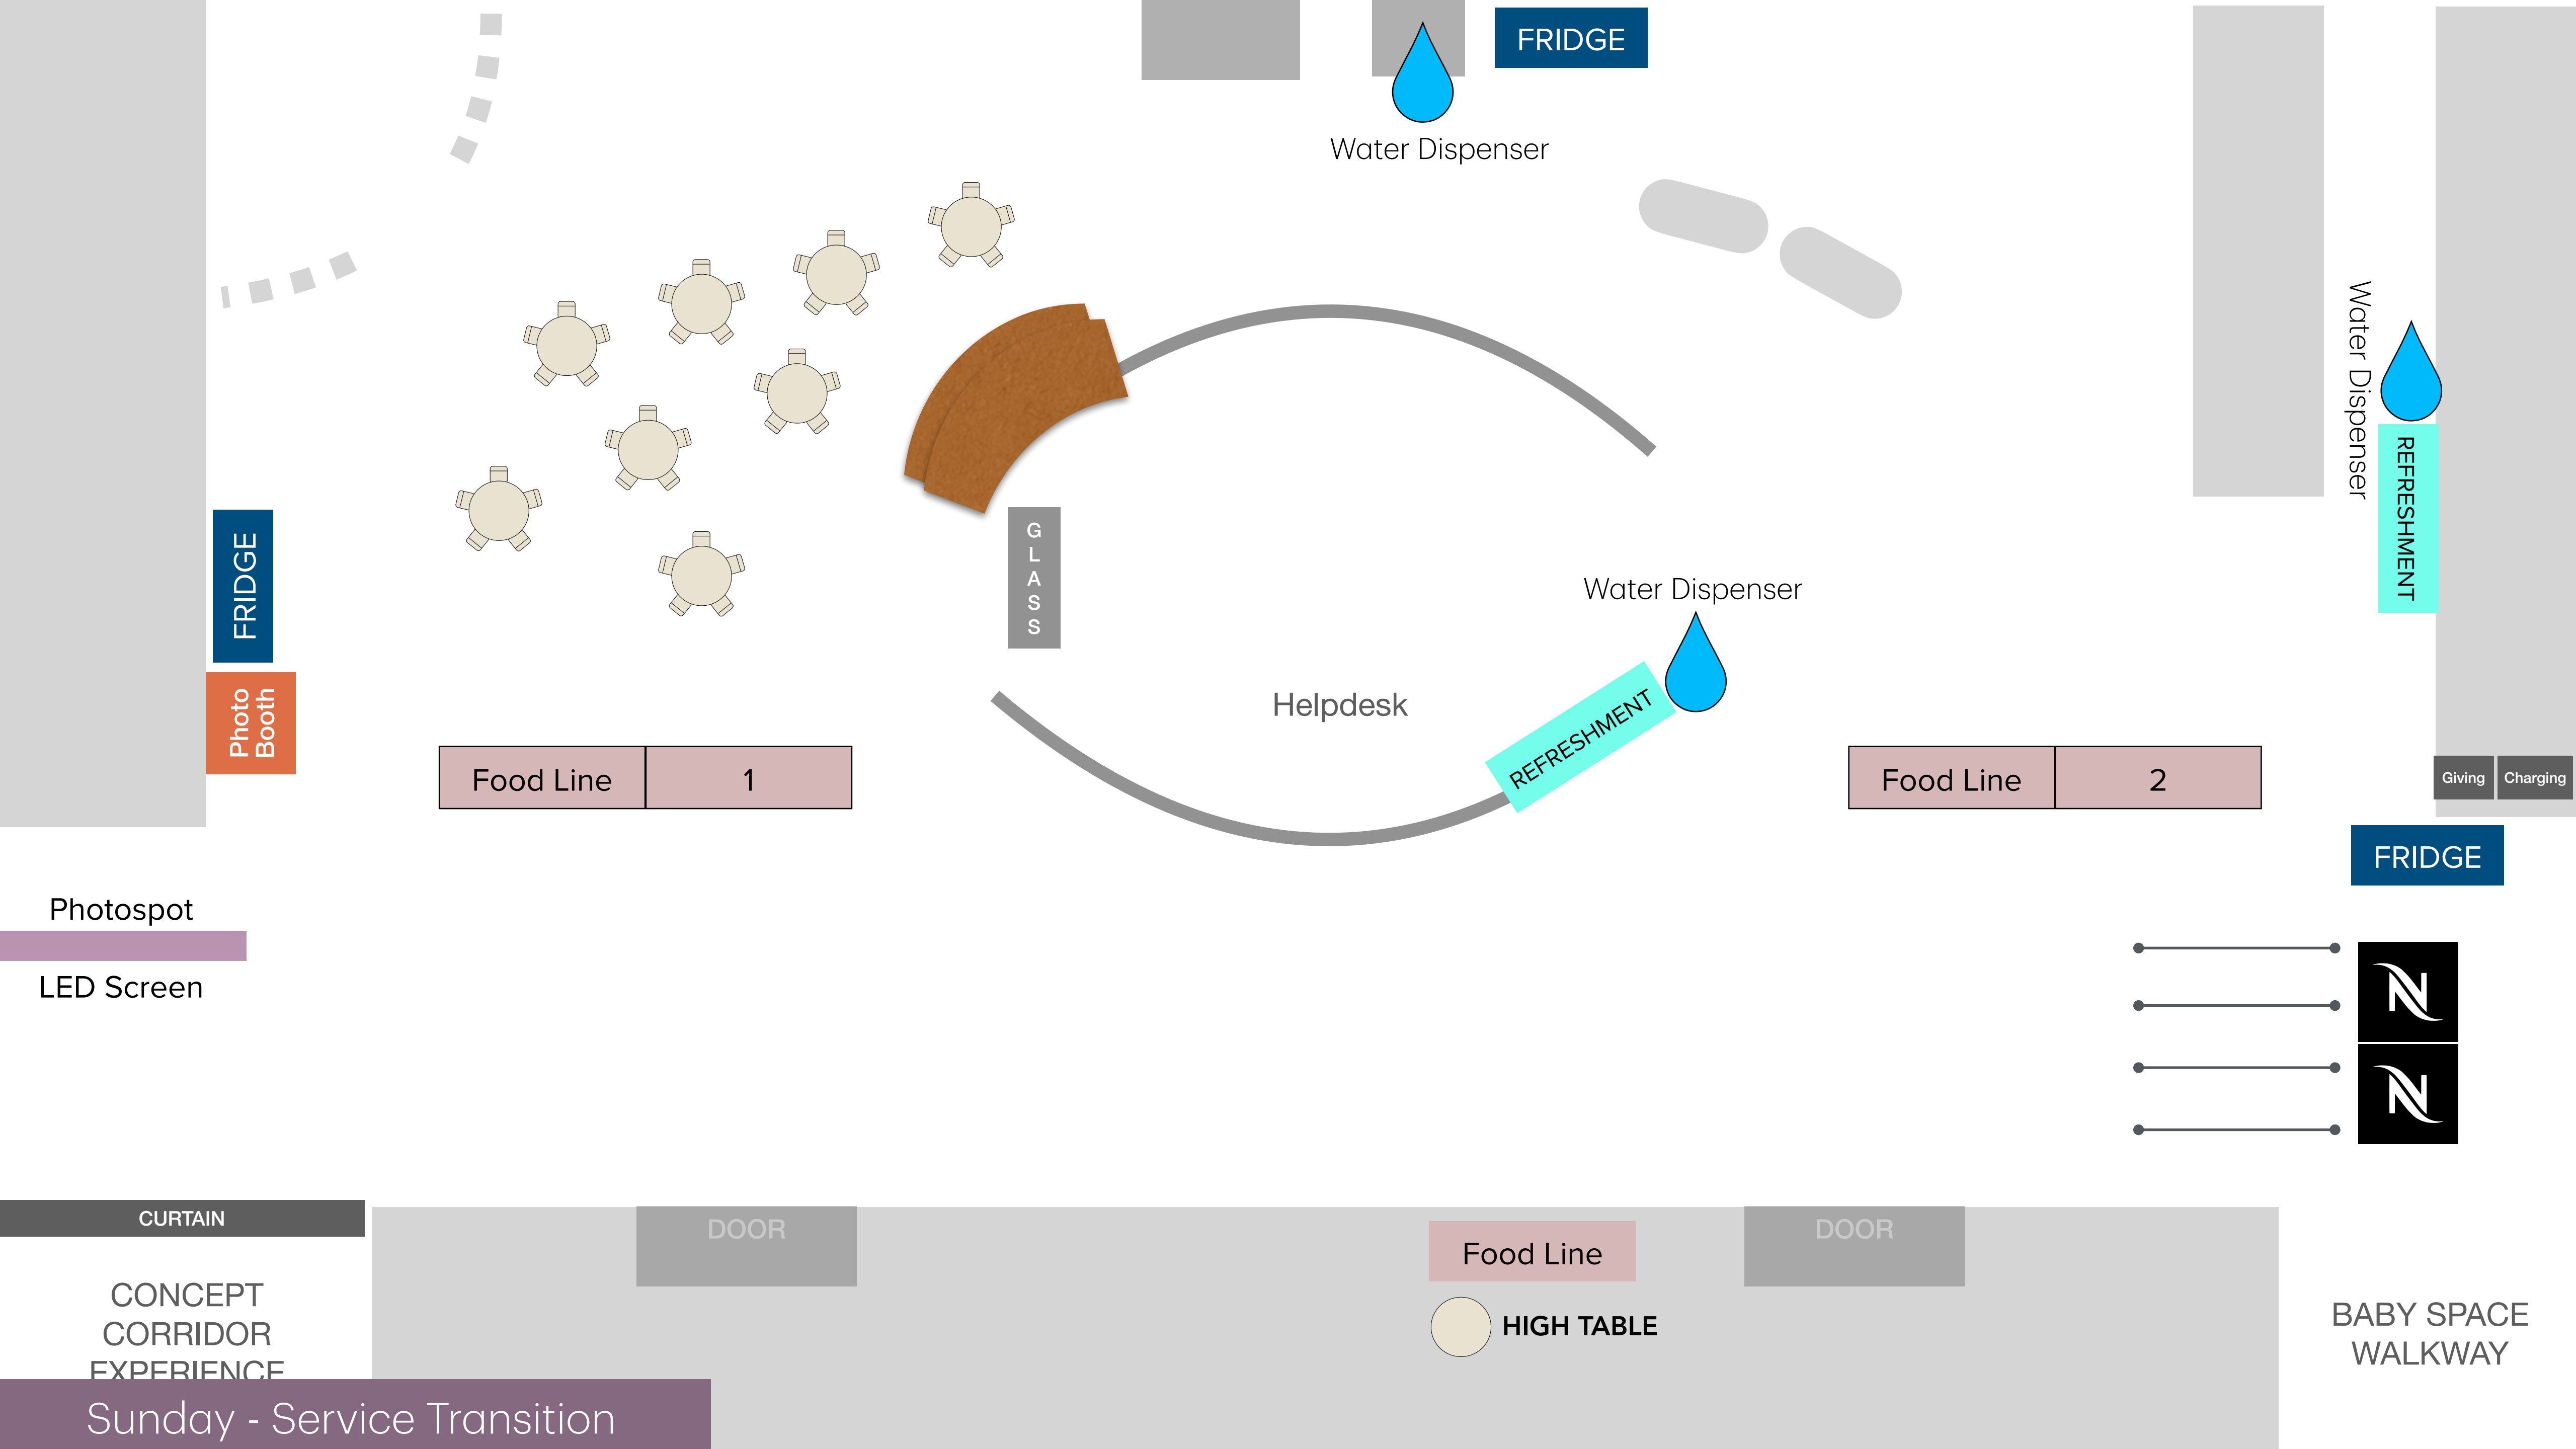 FRIDGE
Water Dispenser
Water Dispenser
REFRESHMENT
FRIDGE
G
L
A
S
S
Water Dispenser
REFRESHMENT
Helpdesk
Photo
Booth
Food Line 1
Food Line 2
Giving Charging
FRIDGE
Photospot
LED Screen
N
N
CURTAIN
DOOR
DOOR
Food Line
HIGH TABLE
CONCEPT
CORRIDOR
EXPERIENCE
BABY SPACE
WALKWAY
Sunday - Service Transition